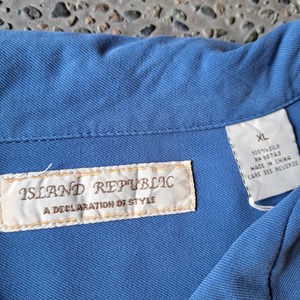 ISLAND REPUBLIC
A DECLARATION OF STYLE
XL
100% SILK
MADE IN CHINA
CARE SEE REVERSE